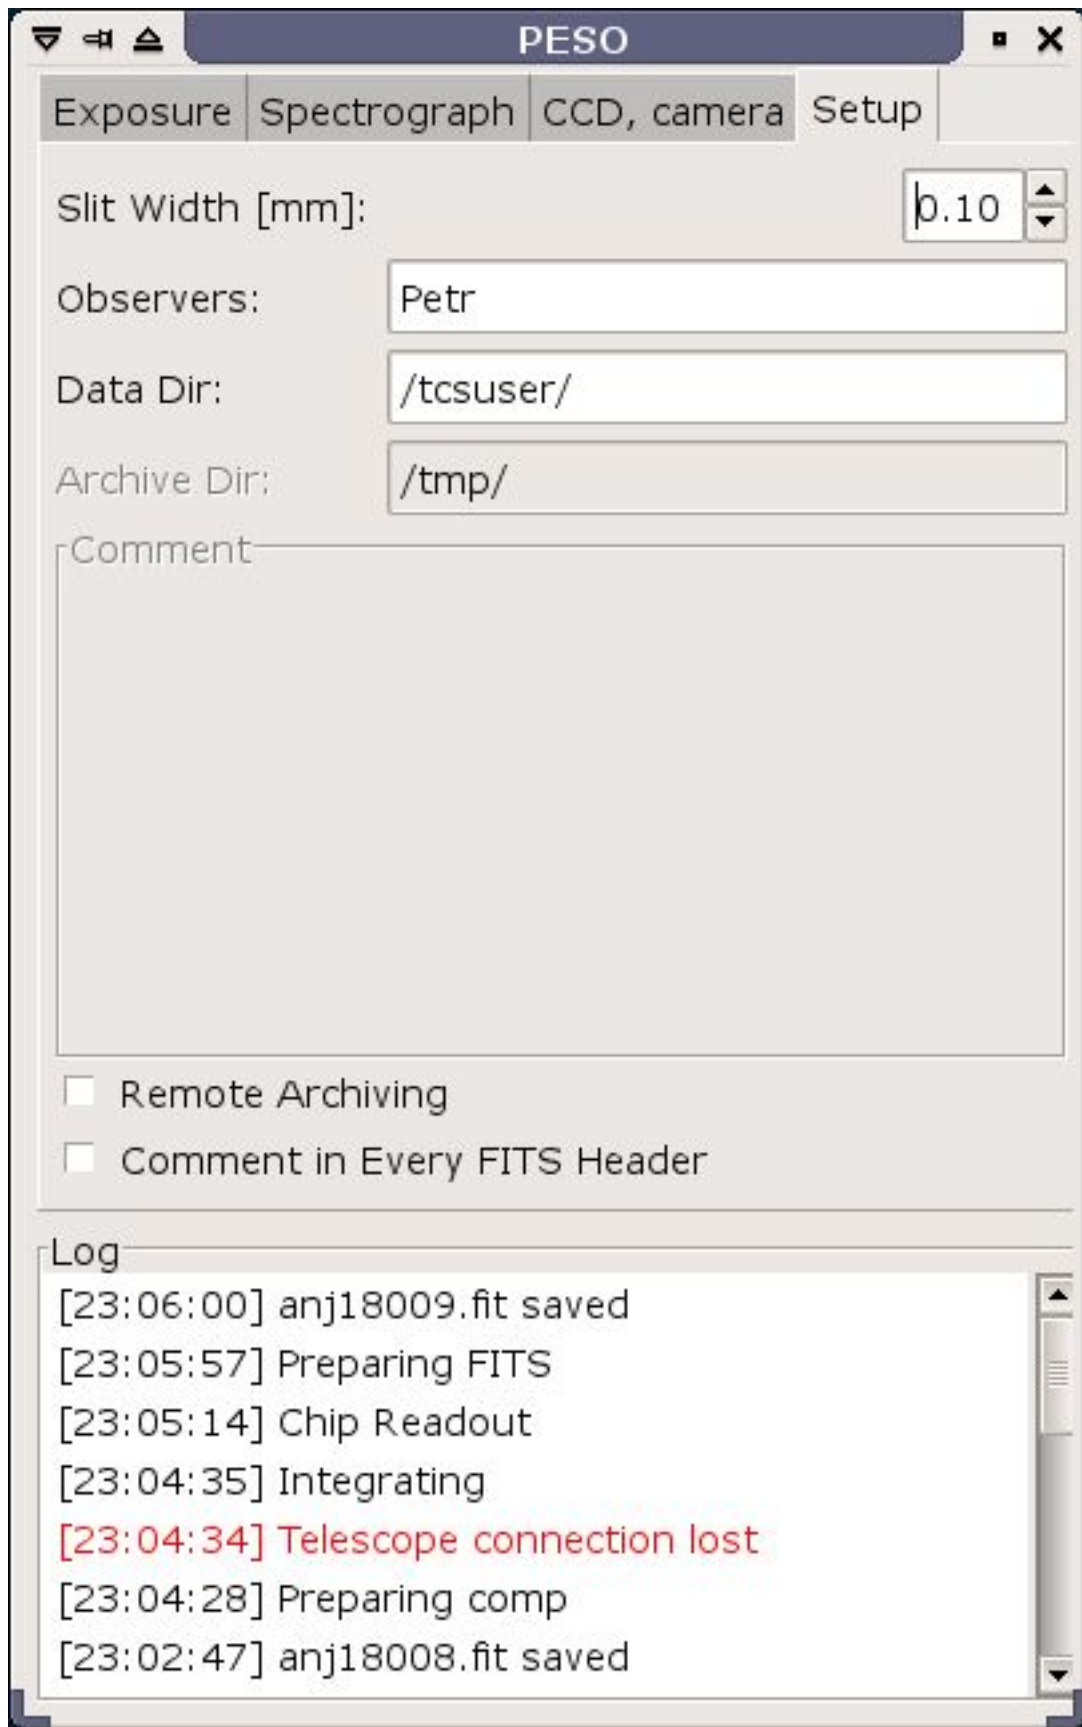 PESO
Exposure Spectrograph CCD, camera Setup
Slit Width [mm]: 0.10
Observers: Petr
Data Dir: /tcsuser/
Archive Dir: /tmp/
Comment
Remote Archiving
Comment in Every FITS Header
Log
[23:06:00] anj18009.fit saved
[23:05:57] Preparing FITS
[23:05:14] Chip Readout
[23:04:35] Integrating
[23:04:34] Telescope connection lost
[23:04:28] Preparing comp
[23:02:47] anj18008.fit saved